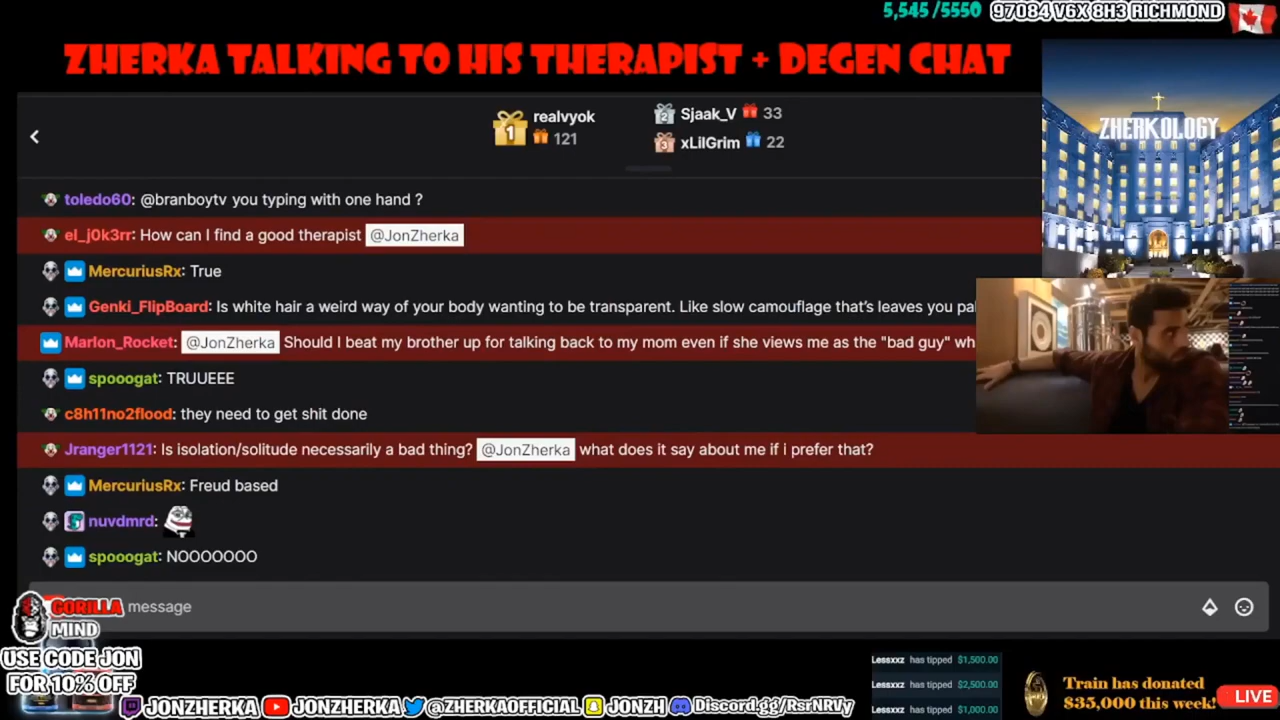 5,545 /5550
97084 V6X 8H3 RICHMOND
ZHERKA TALKING TO HIS THERAPIST + DEGEN CHAT
ZHERKOLOGY
1 realvyok
121
2 Sjaak_V 33
3 xLilGrim 22
toledo60: @branboytv you typing with one hand ?
el_j0k3rr: How can I find a good therapist @JonZherka
MercuriusRx: True
Genki_FlipBoard: Is white hair a weird way of your body wanting to be transparent. Like slow camouflage that's leaves you pa
Marlon_Rocket: @JonZherka Should I beat my brother up for talking back to my mom even if she views me as the "bad guy" wh
spooogat: TRUUEEE
c8h11no2flood: they need to get shit done
Jranger1121: Is isolation/solitude necessarily a bad thing? @JonZherka what does it say about me if i prefer that?
MercuriusRx: Freud based
nuvdmrd:
spooogat: NOOOOOOO
message
GORILLA
MIND
USE CODE JON
FOR 10% OFF
Lessxxz has tipped $1,500.00
Lessxxz has tipped $2,500.00
Lessxxz has tipped $1,000.00
Train has donated
$35,000 this week!
LIVE
JONZHERKA JONZHERKA @ZHERKAOFFICIAL JONZH Discord.gg/RsrNRVy